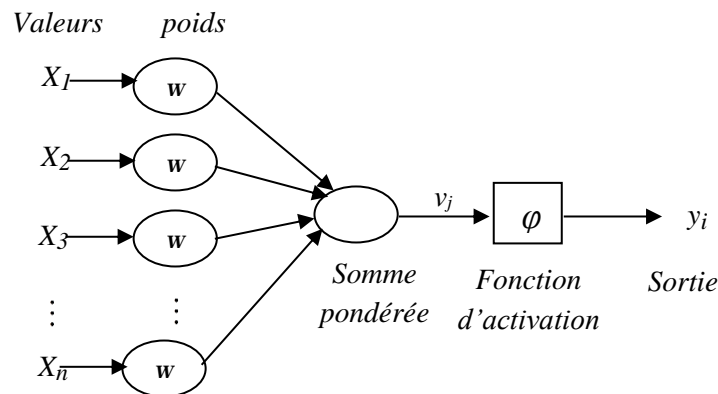 Valeurs poids
X1 w
X2 w
X3 w
⋮ ⋮
Xn w
vj
φ
yi
Somme pondérée
Fonction d'activation
Sortie